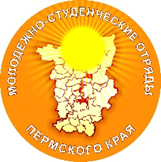 МОЛОДЕЖНО-СТУДЕНЧЕСКИЕ ОТРЯДЫ
ПЕРМСКОГО КРАЯ